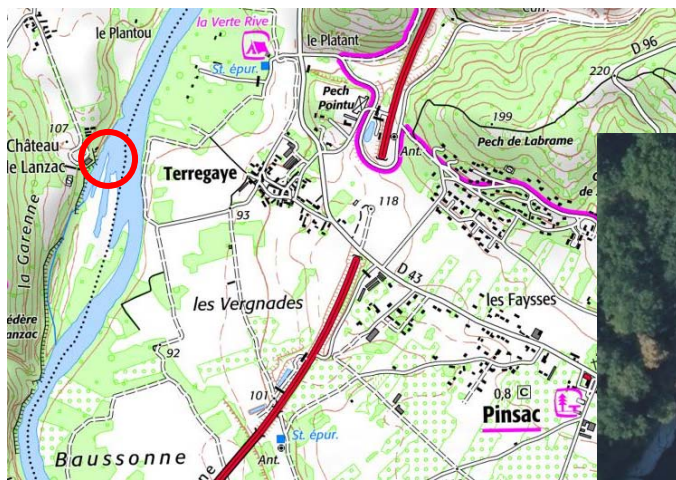 la Verte Rive
le Plantou
le Platant
D 96
St. épur.
220
Pech
Pointu
199
107
Pech de Labrame
Château
de Lanzac
Ant.
Terregaye
118
93
la Garenne
D 43
les Vergnades
les Faysses
92
101
0,8 C
Pinsac
St. épur.
Baussonne
Ant.